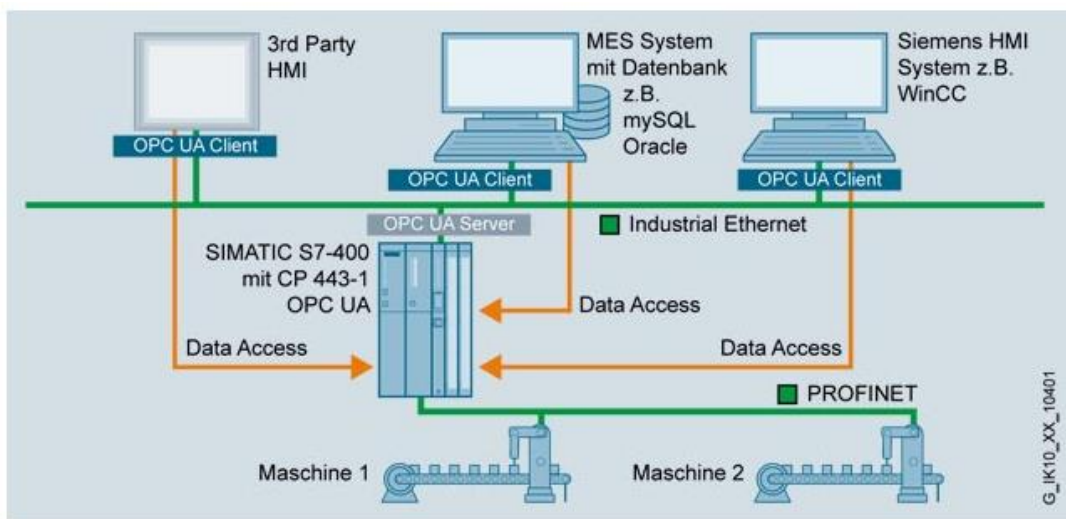 3rd Party
HMI
OPC UA Client
MES System
mit Datenbank
z.B.
mySQL
Oracle
OPC UA Client
Siemens HMI
System z.B.
WinCC
OPC UA Client
OPC UA Server
Industrial Ethernet
SIMATIC S7-400
mit CP 443-1
OPC UA
Data Access
Data Access
Data Access
PROFINET
Maschine 1
Maschine 2
G_IK10_XX_10401